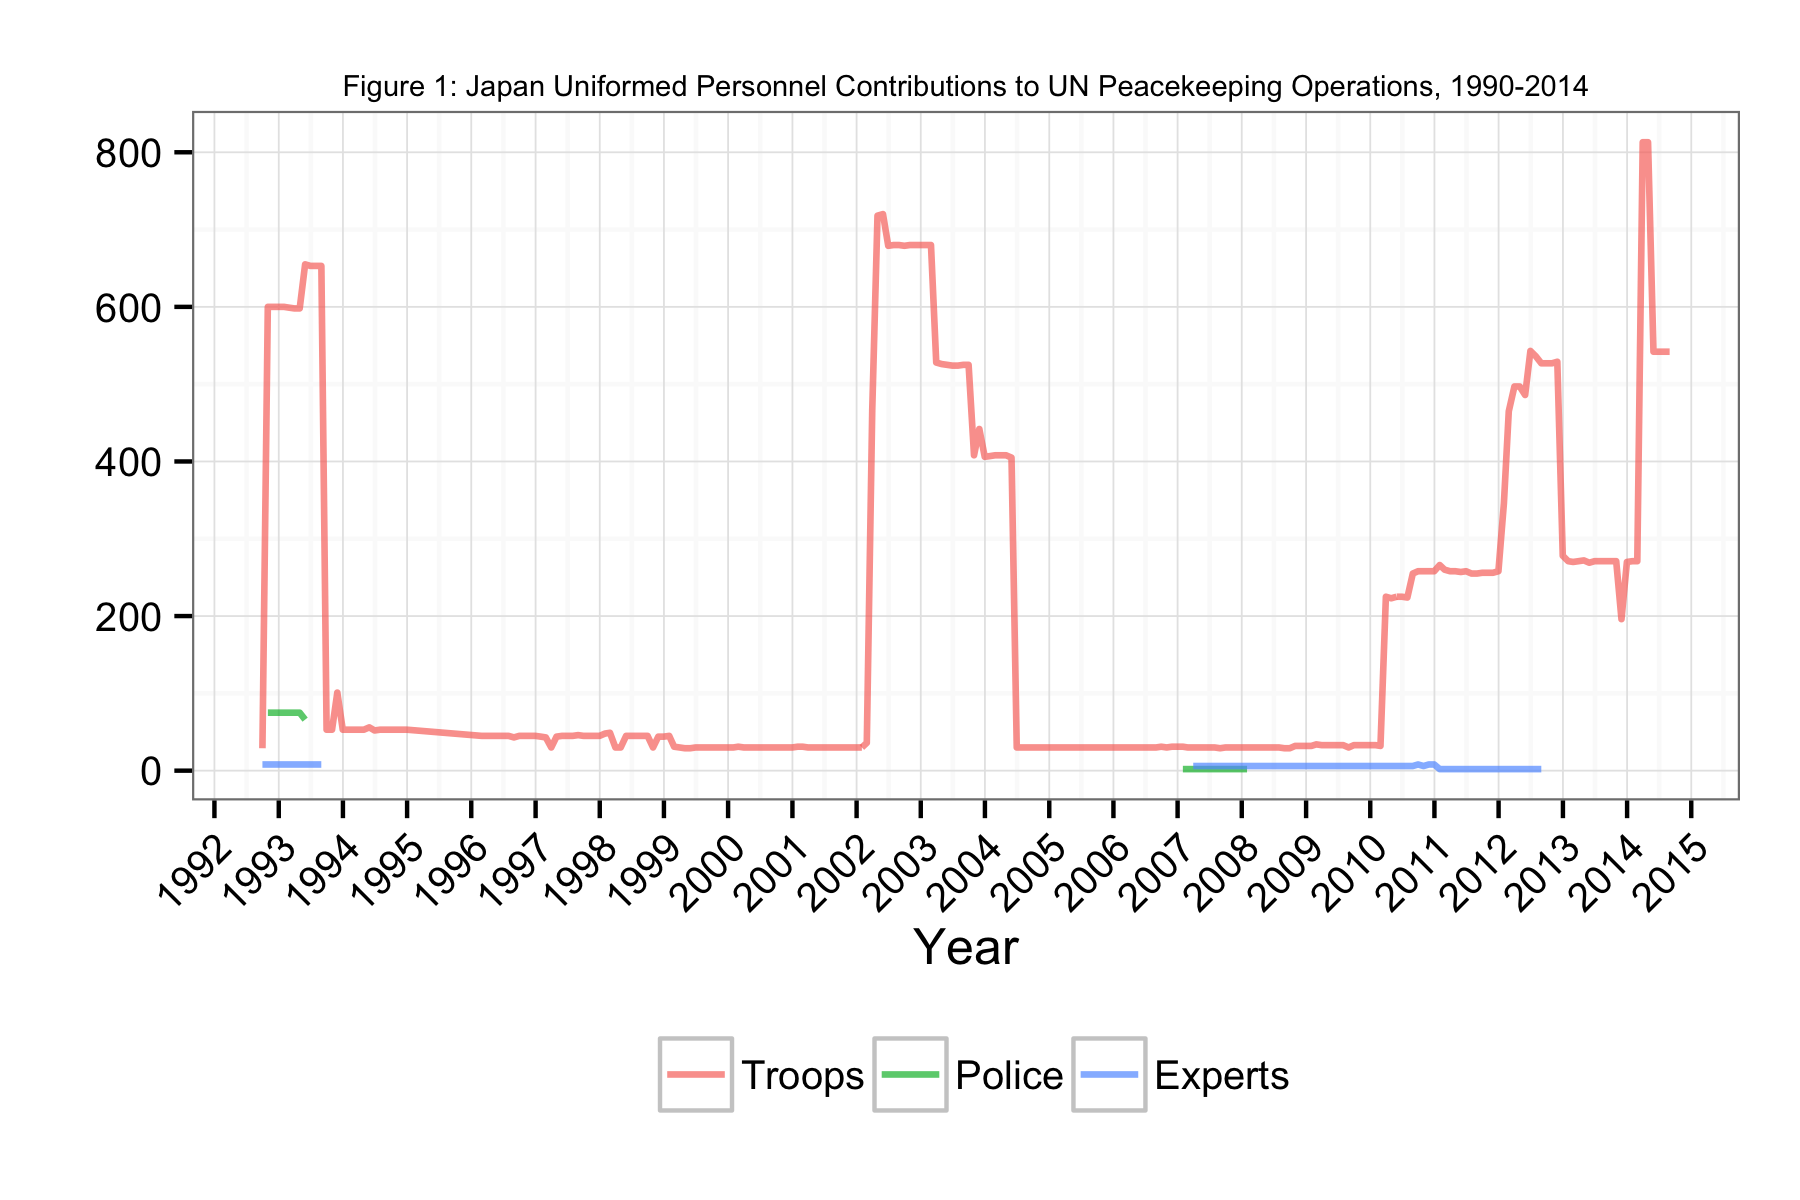 Figure 1: Japan Uniformed Personnel Contributions to UN Peacekeeping Operations, 1990-2014
800
600
400
200
0
1992 1993 1994 1995 1996 1997 1998 1999 2000 2001 2002 2003 2004 2005 2006 2007 2008 2009 2010 2011 2012 2013 2014 2015
Year
Troops Police Experts